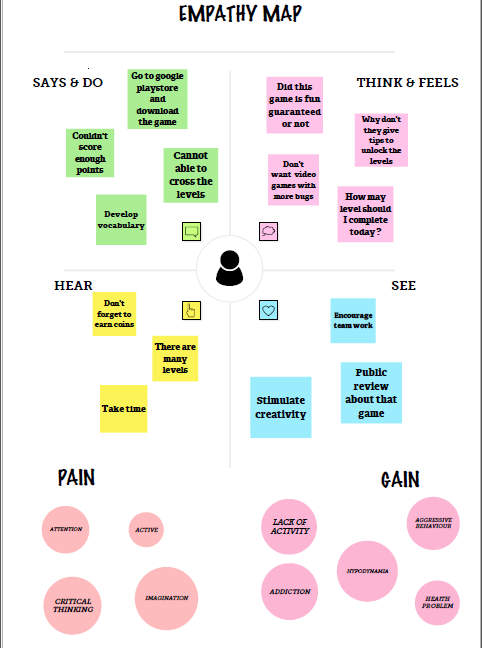 EMPATHY MAP
SAYS & DO
Go to google
playstore
and
download
the game
Couldn't
score
enough
points
Cannot
able to
cross the
levels
Develop
vocabulary
THINK & FEELS
Did this
game is fun
guaranteed
or not
Why don't
they give
tips to
unlock the
levels
Don't
want video
games with
more bugs
How may
level should
I complete
today?
HEAR
Don't
forget to
earn coins
There are
many
levels
Take time
SEE
Encourage
team work
Public
review
about that
game
Stimulate
creativity
PAIN
ATTENTION
ACTIVE
CRITICAL
THINKING
IMAGINATION
GAIN
LACK OF
ACTIVITY
AGGRESSIVE
BEHAVIOUR
HYPODYNAMIA
ADDICTION
HEAITH
PROBLEM